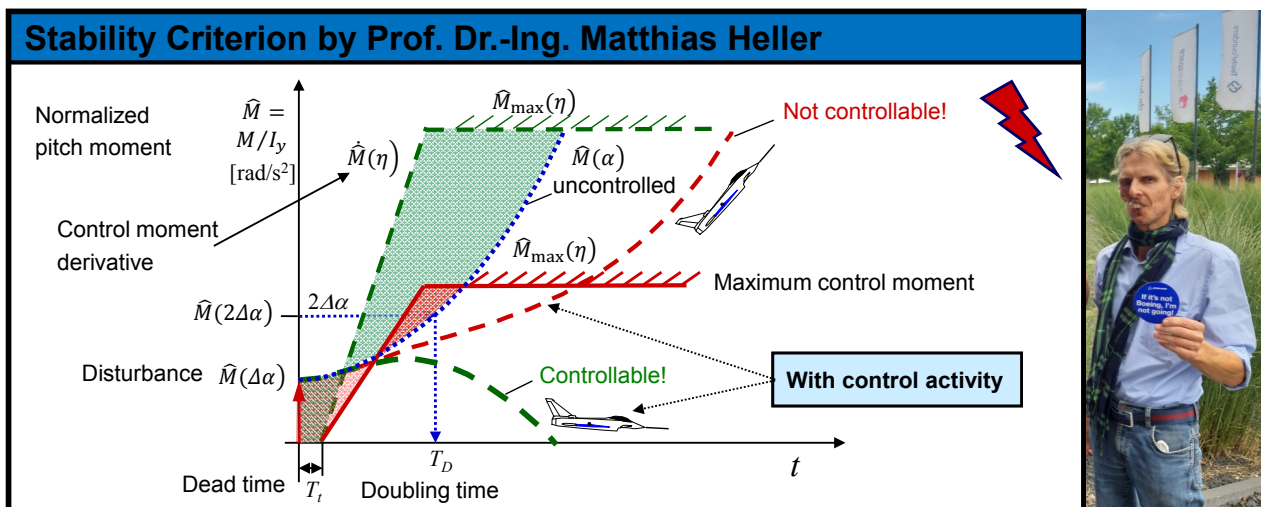 Stability Criterion by Prof. Dr.-Ing. Matthias Heller
Normalized
pitch moment
M̂ =
M/I_y
[rad/s²]
M̂_max(η)
Not controllable!
M̂̇(η)
M̂(α)
uncontrolled
Control moment
derivative
M̂_max(η)
Maximum control moment
M̂(2Δα)
2Δα
Disturbance
M̂(Δα)
Controllable!
With control activity
T_D
t
Dead time
T_t
Doubling time
If it's not
Boeing, I'm
not going!